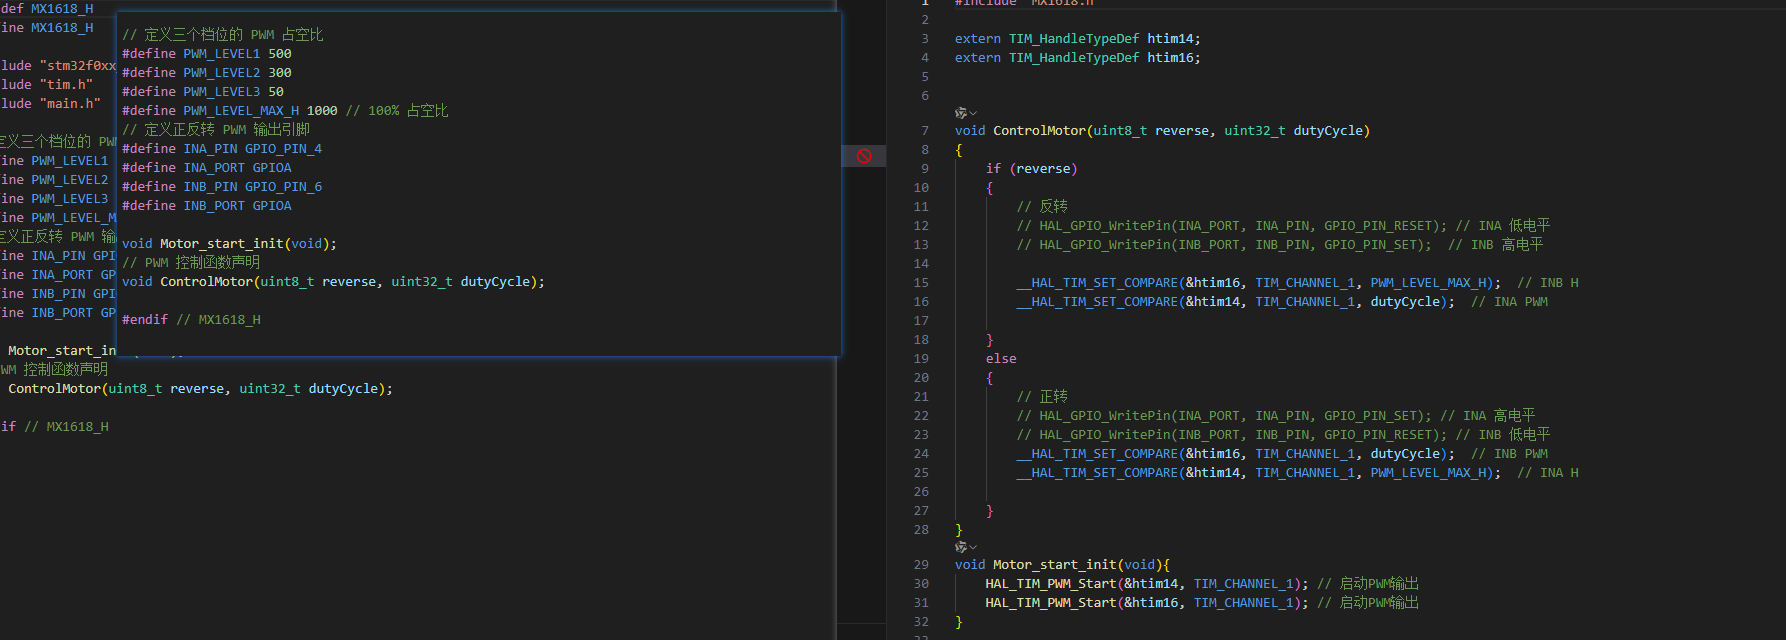 def MX1618_H
ine MX1618_H
lude "stm32f0xx
lude "tim.h"
lude "main.h"
定义三个档位的 PWM
ine PWM_LEVEL1
ine PWM_LEVEL2
ine PWM_LEVEL3
ine PWM_LEVEL_M
定义正反转 PWM 输
ine INA_PIN GPI
ine INA_PORT GP
ine INB_PIN GPI
ine INB_PORT GP
Motor_start_in
WM 控制函数声明
ControlMotor(uint8_t reverse, uint32_t dutyCycle);
if // MX1618_H
// 定义三个档位的 PWM 占空比
#define PWM_LEVEL1 500
#define PWM_LEVEL2 300
#define PWM_LEVEL3 50
#define PWM_LEVEL_MAX_H 1000 // 100% 占空比
// 定义正反转 PWM 输出引脚
#define INA_PIN GPIO_PIN_4
#define INA_PORT GPIOA
#define INB_PIN GPIO_PIN_6
#define INB_PORT GPIOA
void Motor_start_init(void);
// PWM 控制函数声明
void ControlMotor(uint8_t reverse, uint32_t dutyCycle);
#endif // MX1618_H
1 #include "MX1618.h"
2
3 extern TIM_HandleTypeDef htim14;
4 extern TIM_HandleTypeDef htim16;
5
6
7 void ControlMotor(uint8_t reverse, uint32_t dutyCycle)
8 {
9 if (reverse)
10 {
11 // 反转
12 // HAL_GPIO_WritePin(INA_PORT, INA_PIN, GPIO_PIN_RESET); // INA 低电平
13 // HAL_GPIO_WritePin(INB_PORT, INB_PIN, GPIO_PIN_SET); // INB 高电平
14
15 __HAL_TIM_SET_COMPARE(&htim16, TIM_CHANNEL_1, PWM_LEVEL_MAX_H); // INB H
16 __HAL_TIM_SET_COMPARE(&htim14, TIM_CHANNEL_1, dutyCycle); // INA PWM
17
18 }
19 else
20 {
21 // 正转
22 // HAL_GPIO_WritePin(INA_PORT, INA_PIN, GPIO_PIN_SET); // INA 高电平
23 // HAL_GPIO_WritePin(INB_PORT, INB_PIN, GPIO_PIN_RESET); // INB 低电平
24 __HAL_TIM_SET_COMPARE(&htim16, TIM_CHANNEL_1, dutyCycle); // INB PWM
25 __HAL_TIM_SET_COMPARE(&htim14, TIM_CHANNEL_1, PWM_LEVEL_MAX_H); // INA H
26
27 }
28 }
29 void Motor_start_init(void){
30 HAL_TIM_PWM_Start(&htim14, TIM_CHANNEL_1); // 启动PWM输出
31 HAL_TIM_PWM_Start(&htim16, TIM_CHANNEL_1); // 启动PWM输出
32 }